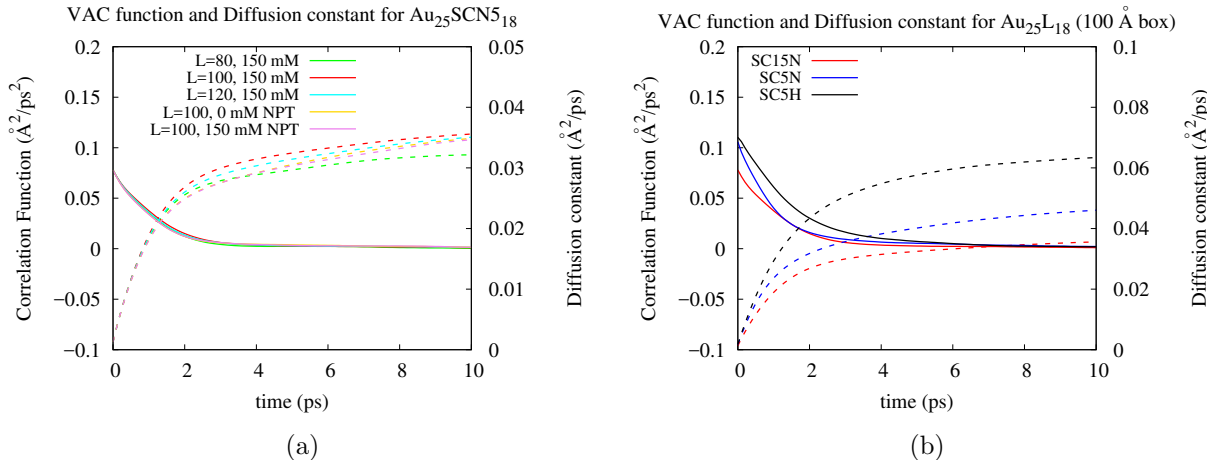 VAC function and Diffusion constant for Au₂₅SCN5₁₈
0.2
0.15
0.1
0.05
0
−0.05
−0.1
Correlation Function (Å²/ps²)
L=80, 150 mM
L=100, 150 mM
L=120, 150 mM
L=100, 0 mM NPT
L=100, 150 mM NPT
0.05
0.04
0.03
0.02
0.01
0
Diffusion constant (Å²/ps)
0 2 4 6 8 10
time (ps)
(a)
VAC function and Diffusion constant for Au₂₅L₁₈ (100 Å box)
0.2
0.15
0.1
0.05
0
−0.05
−0.1
Correlation Function (Å²/ps²)
SC15N
SC5N
SC5H
0.1
0.08
0.06
0.04
0.02
0
Diffusion constant (Å²/ps)
0 2 4 6 8 10
time (ps)
(b)